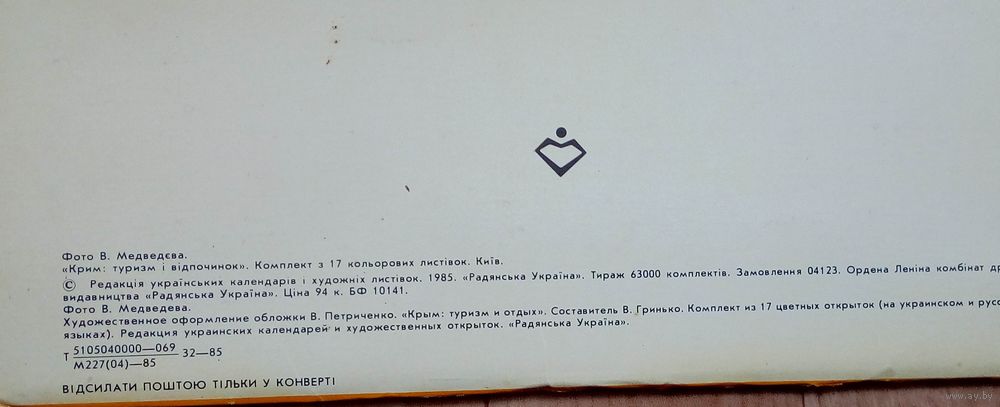 Фото В. Медведєва.
«Крим: туризм і відпочинок». Комплект з 17 кольорових листівок. Київ.
© Редакція українських календарів і художніх листівок. 1985. «Радянська Україна». Тираж 63000 комплектів. Замовлення 04123. Ордена Леніна комбінат
видавництва «Радянська Україна». Ціна 94 к. БФ 10141.
Фото В. Медведева.
Художественное оформление обложки В. Петриченко. «Крым: туризм и отдых». Составитель В. Гринько. Комплект из 17 цветных открыток (на украинском и
языках). Редакция украинских календарей и художественных открыток. «Радянська Україна».
Т 5105040000—069 32—85
М227(04)—85
ВІДСИЛАТИ ПОШТОЮ ТІЛЬКИ У КОНВЕРТІ
www.ay.by